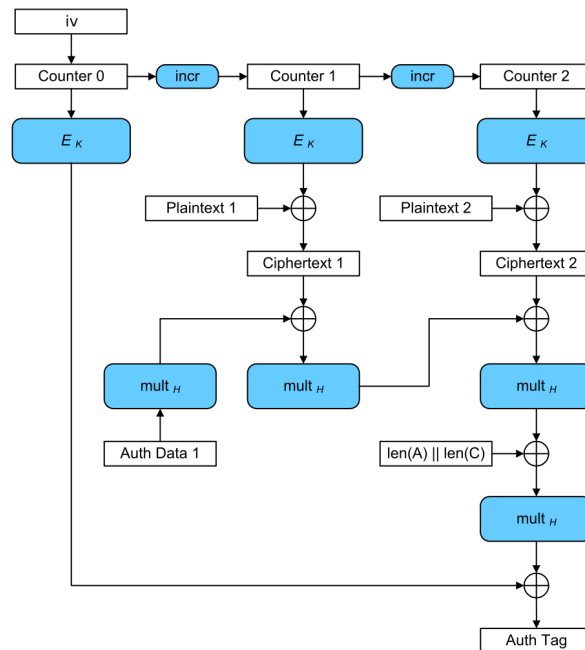 iv
Counter 0
incr
Counter 1
incr
Counter 2
E K
E K
E K
Plaintext 1
Plaintext 2
Ciphertext 1
Ciphertext 2
mult H
mult H
mult H
Auth Data 1
len(A) || len(C)
mult H
Auth Tag